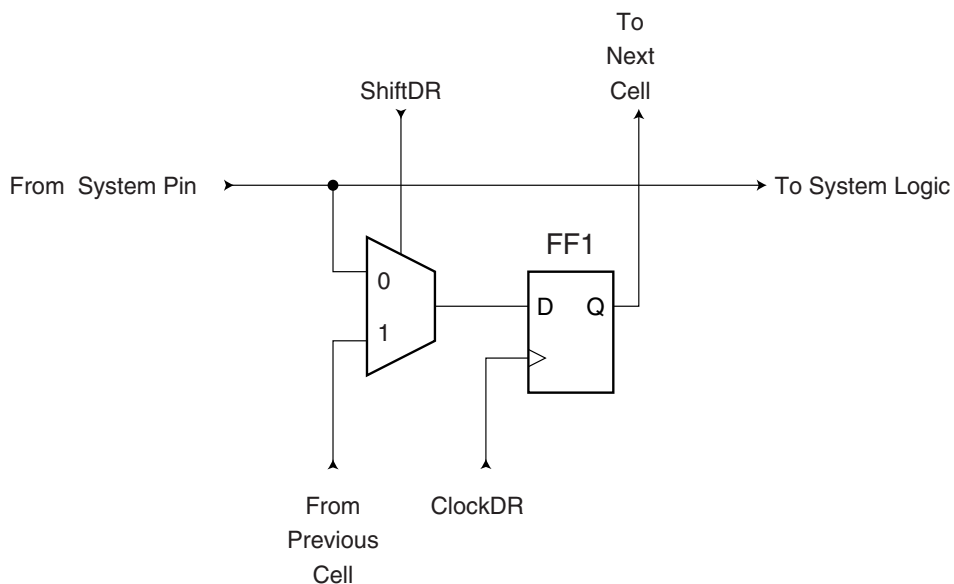 To
Next
Cell
ShiftDR
From System Pin
To System Logic
FF1
0
D Q
1
From
Previous
Cell
ClockDR